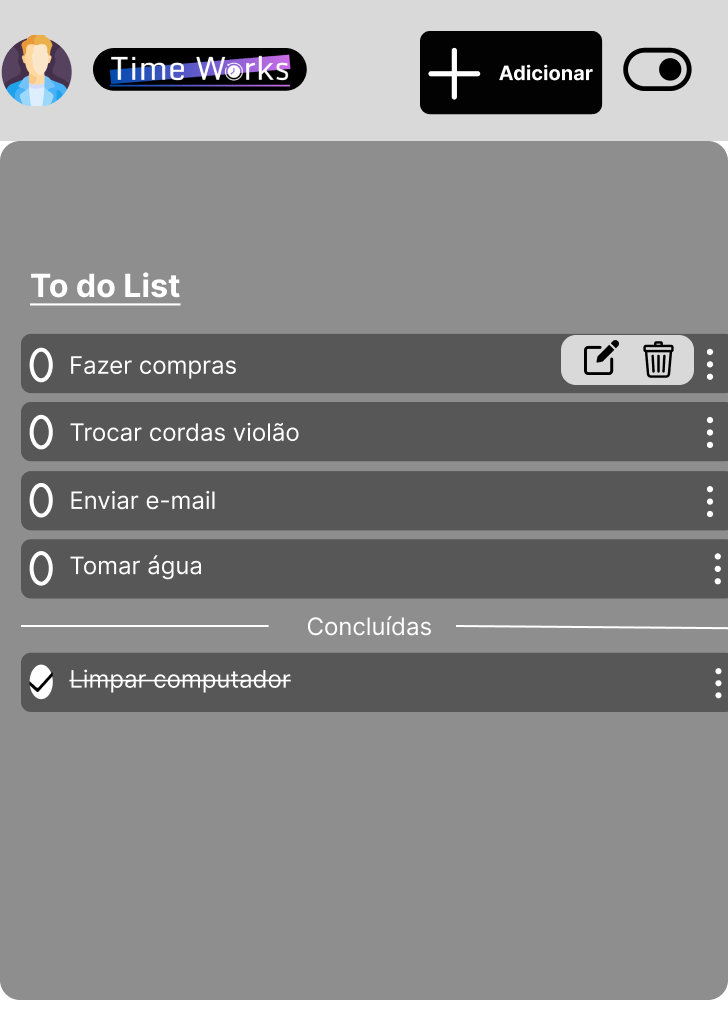 Time Works
Adicionar
To do List
Fazer compras
Trocar cordas violão
Enviar e-mail
Tomar água
Concluídas
Limpar computador